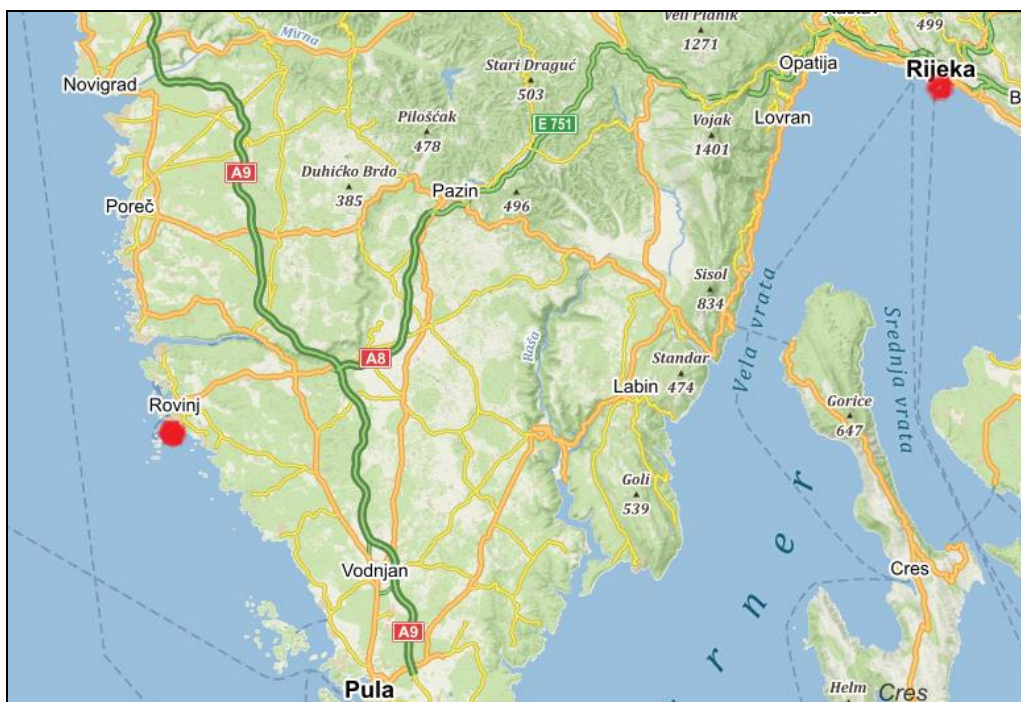 Veli Planik
1271
499
Mirna
Stari Draguć
503
Opatija
Rijeka
Novigrad
Lovran
Pilošćak
478
E 751
Vojak
1401
A9
Duhićko Brdo
385
Pazin
496
Poreč
Sisol
834
Vela vrata
Srednja vrata
Raša
A8
Standar
474
Labin
Gorice
647
Rovinj
Goli
539
Vodnjan
Cres
A9
r n e r
Pula
Helm
Cres